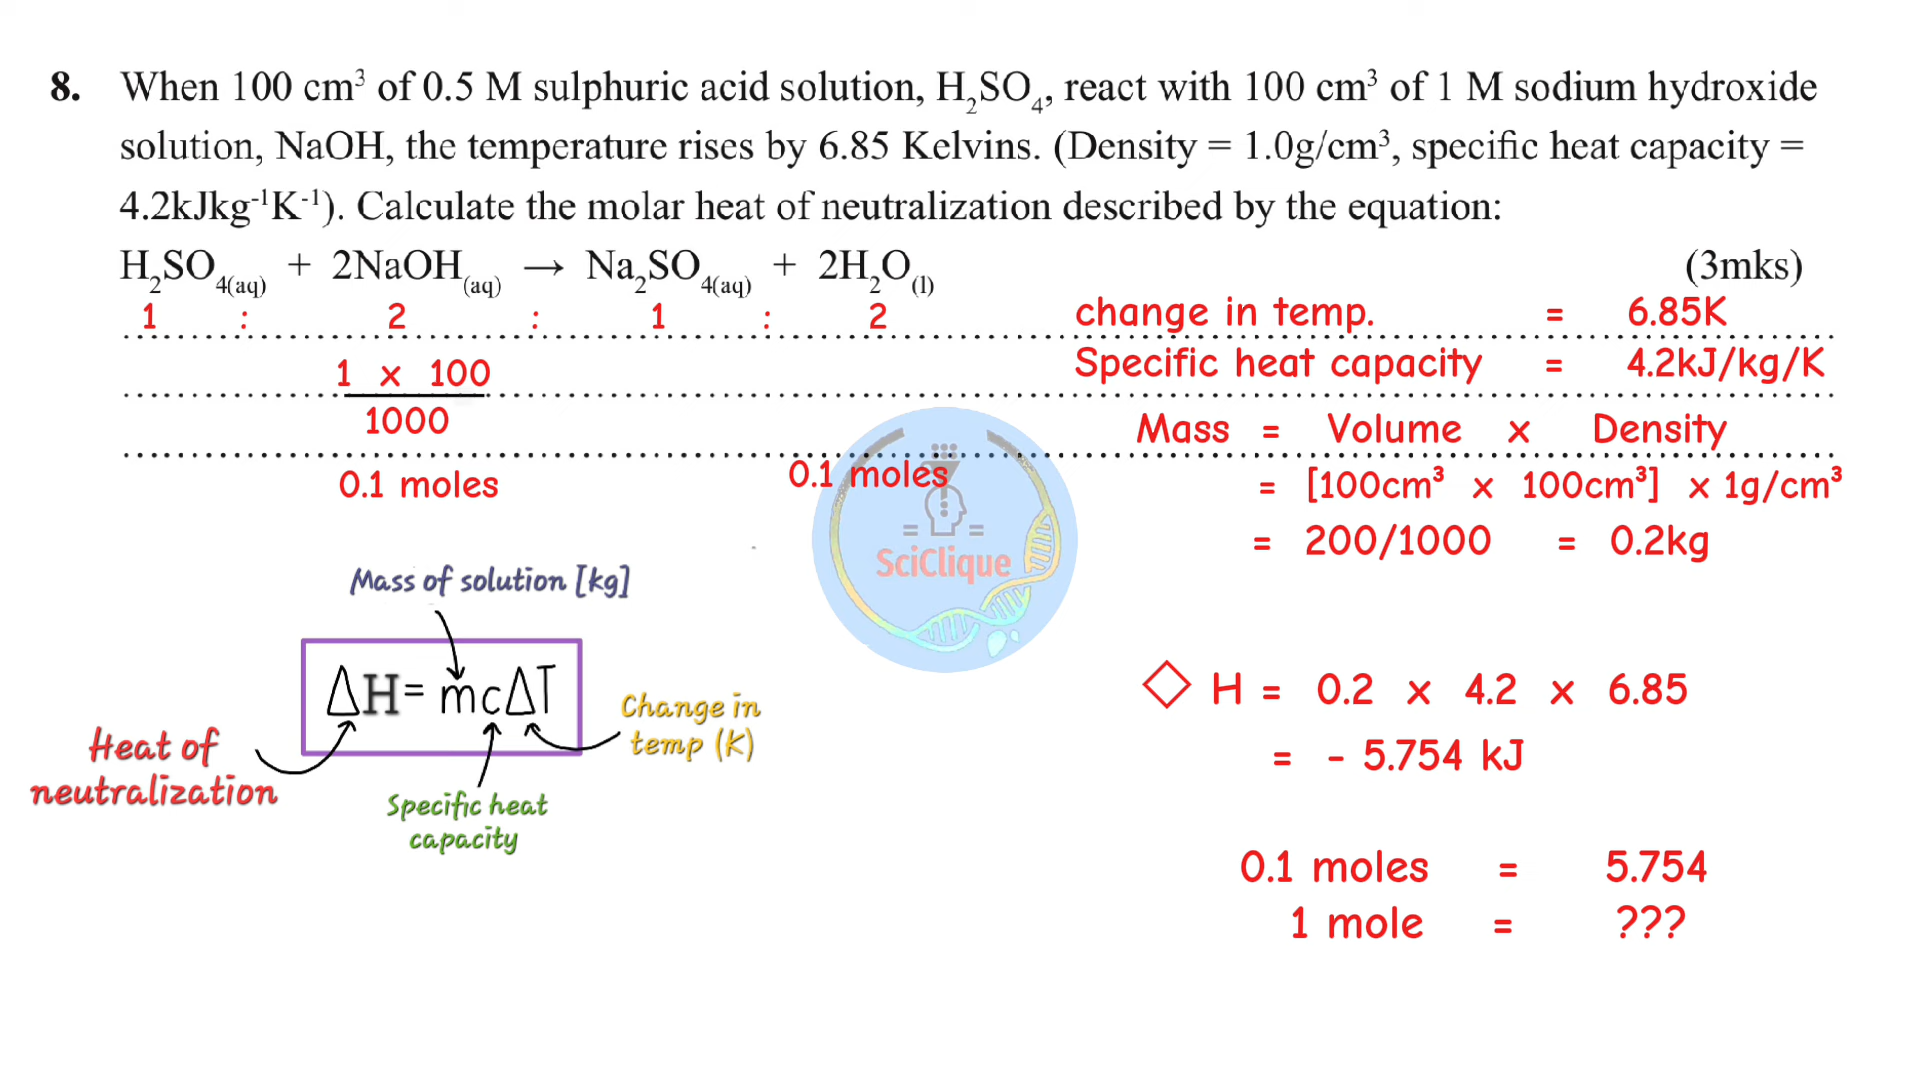 8. When 100 cm³ of 0.5 M sulphuric acid solution, H₂SO₄, react with 100 cm³ of 1 M sodium hydroxide
solution, NaOH, the temperature rises by 6.85 Kelvins. (Density = 1.0g/cm³, specific heat capacity =
4.2kJkg⁻¹K⁻¹). Calculate the molar heat of neutralization described by the equation:
H₂SO₄(aq) + 2NaOH(aq) → Na₂SO₄(aq) + 2H₂O(l) (3mks)
1 : 2 : 1 : 2
1 x 100
1000
0.1 moles
0.1 moles
change in temp. = 6.85K
Specific heat capacity = 4.2kJ/kg/K
Mass = Volume x Density
= [100cm³ x 100cm³] x 1g/cm³
= 200/1000 = 0.2kg
SciClique
Mass of solution [kg]
ΔH = mcΔT
Heat of
neutralization
Change in
temp (K)
Specific heat
capacity
◇ H = 0.2 x 4.2 x 6.85
= - 5.754 kJ
0.1 moles = 5.754
1 mole = ???